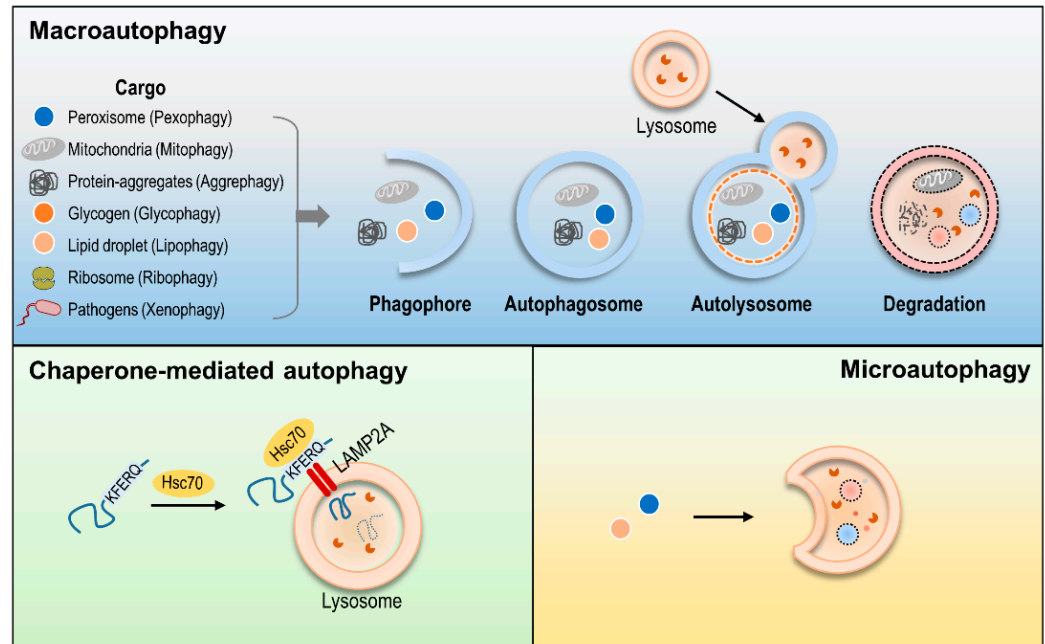 Macroautophagy
Cargo
Peroxisome (Pexophagy)
Mitochondria (Mitophagy)
Protein-aggregates (Aggrephagy)
Glycogen (Glycophagy)
Lipid droplet (Lipophagy)
Ribosome (Ribophagy)
Pathogens (Xenophagy)
Lysosome
Phagophore
Autophagosome
Autolysosome
Degradation
Chaperone-mediated autophagy
KFERQ
Hsc70
Hsc70
KFERQ
LAMP2A
Lysosome
Microautophagy